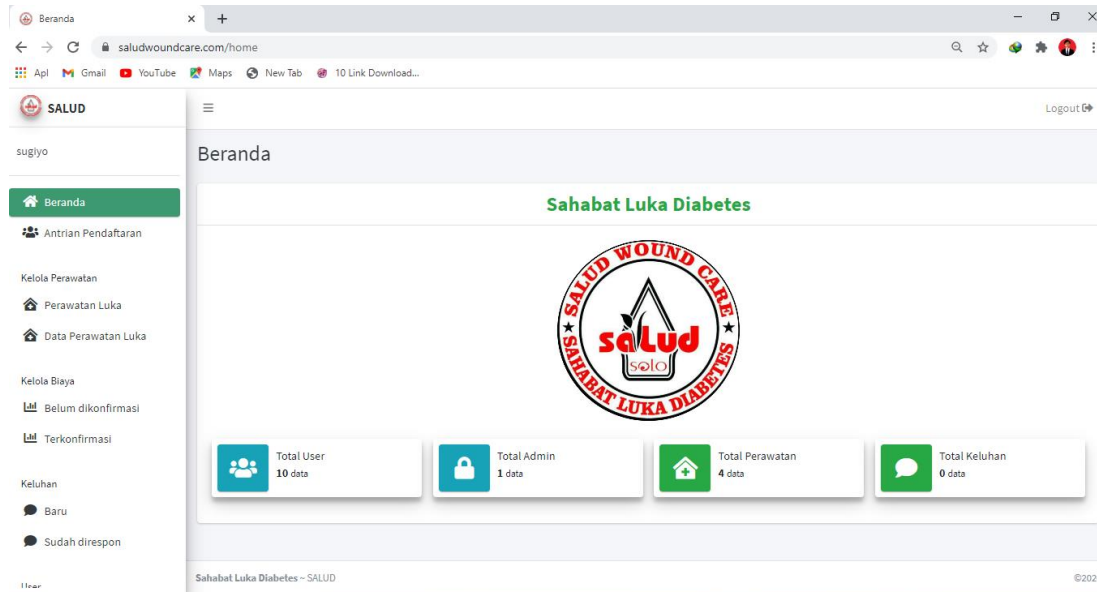 Beranda
saludwoundcare.com/home
Apl Gmail YouTube Maps New Tab 10 Link Download...
SALUD
Logout
sugiyo
Beranda
Beranda
Antrian Pendaftaran
Kelola Perawatan
Perawatan Luka
Data Perawatan Luka
Kelola Biaya
Belum dikonfirmasi
Terkonfirmasi
Keluhan
Baru
Sudah direspon
User
Sahabat Luka Diabetes
SALUD WOUND CARE
saLud
solo
SAHABAT LUKA DIABETES
Total User
10 data
Total Admin
1 data
Total Perawatan
4 data
Total Keluhan
0 data
Sahabat Luka Diabetes ~ SALUD
©202